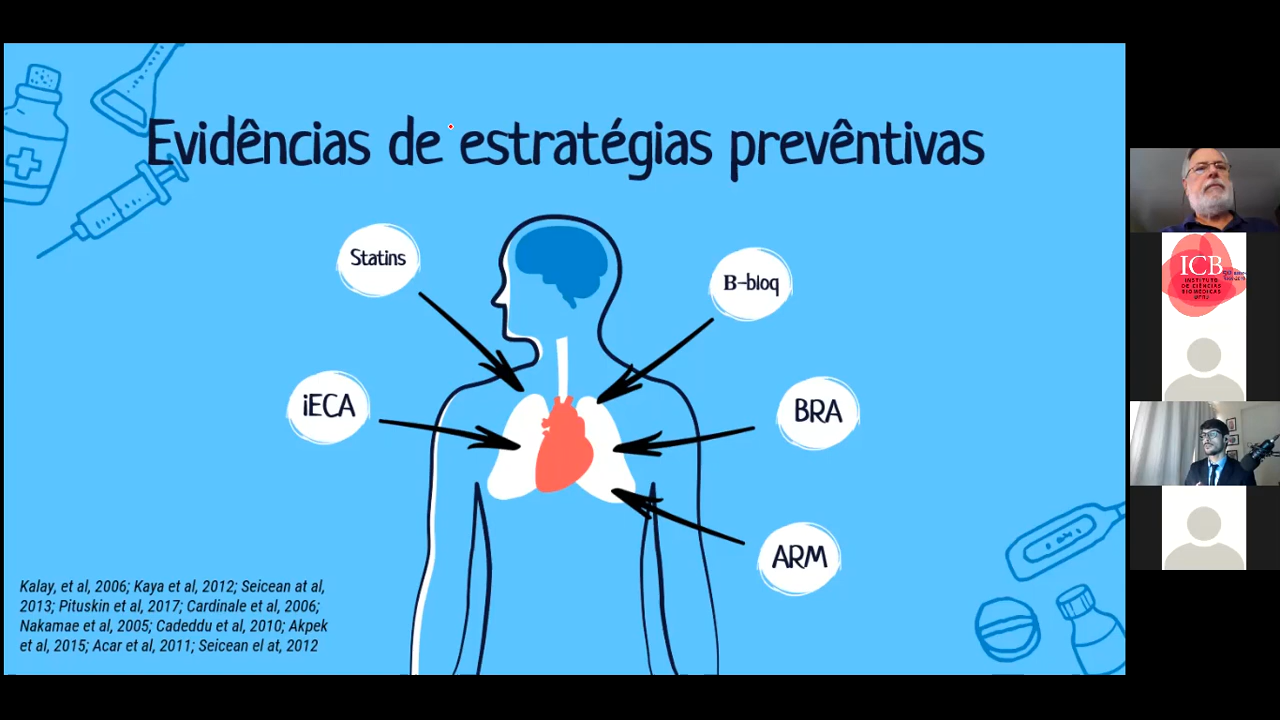 Evidências de estratégias prevêntivas
Statins
B-bloq
iECA
BRA
ARM
Kalay, et al, 2006; Kaya et al, 2012; Seicean at al,
2013; Pituskin et al, 2017; Cardinale et al, 2006;
Nakamae et al, 2005; Cadeddu et al, 2010; Akpek
et al, 2015; Acar et al, 2011; Seicean el at, 2012
ICB
INSTITUTO
DE CIÊNCIAS
BIOMÉDICAS
UFRJ